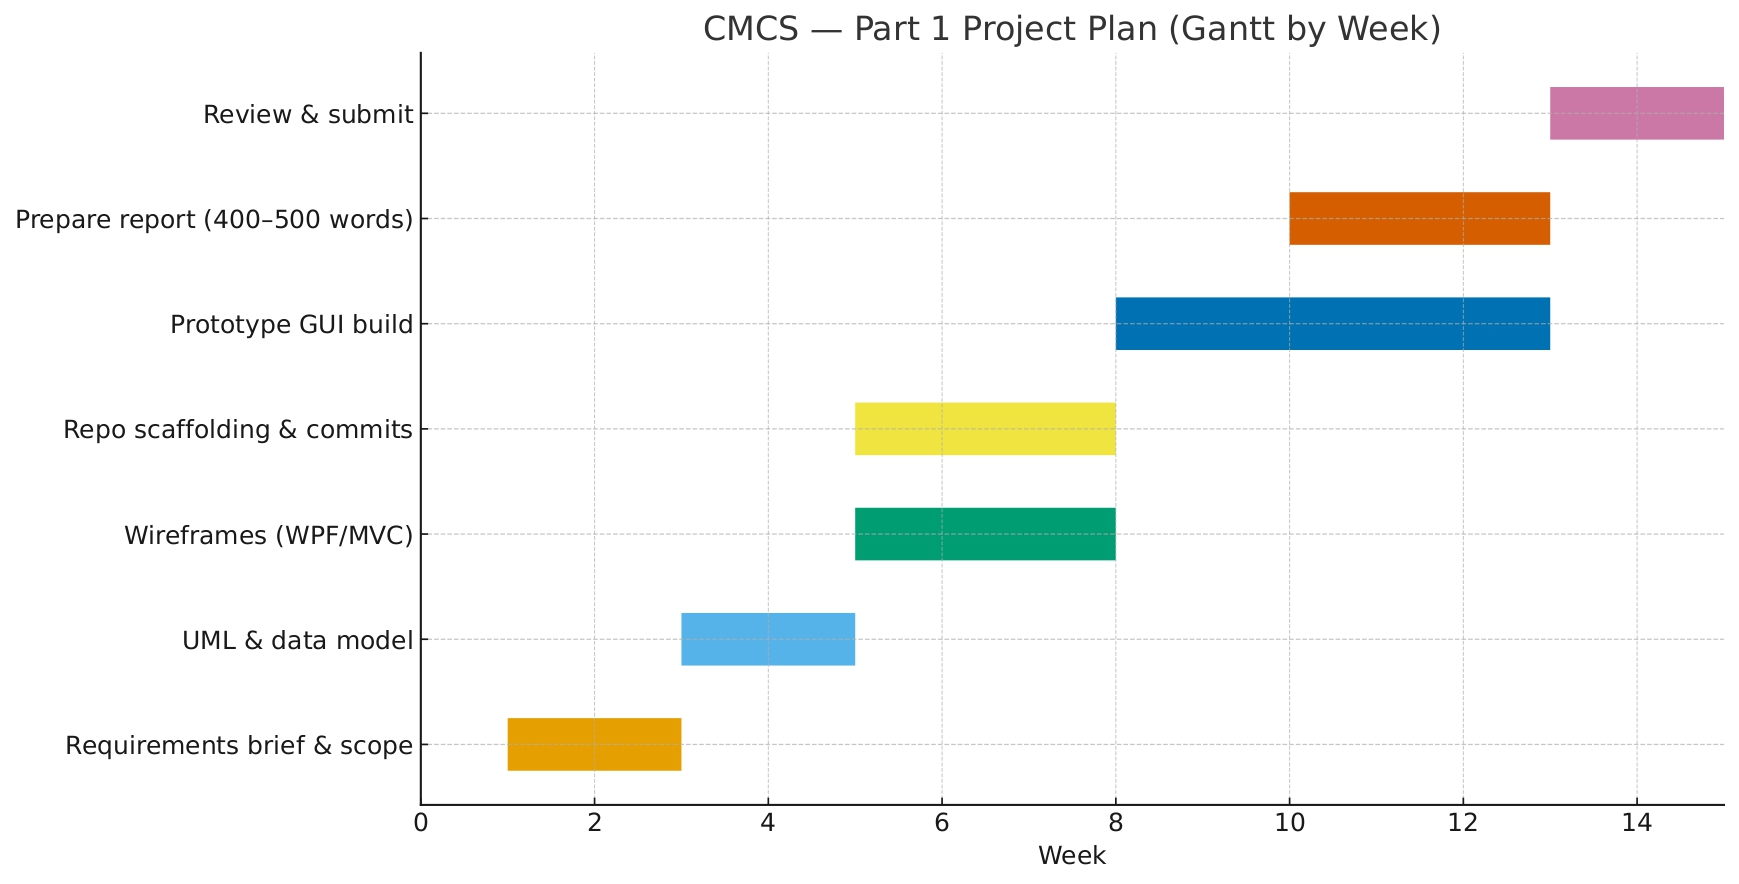 CMCS — Part 1 Project Plan (Gantt by Week)
Review & submit
Prepare report (400–500 words)
Prototype GUI build
Repo scaffolding & commits
Wireframes (WPF/MVC)
UML & data model
Requirements brief & scope
0 2 4 6 8 10 12 14
Week